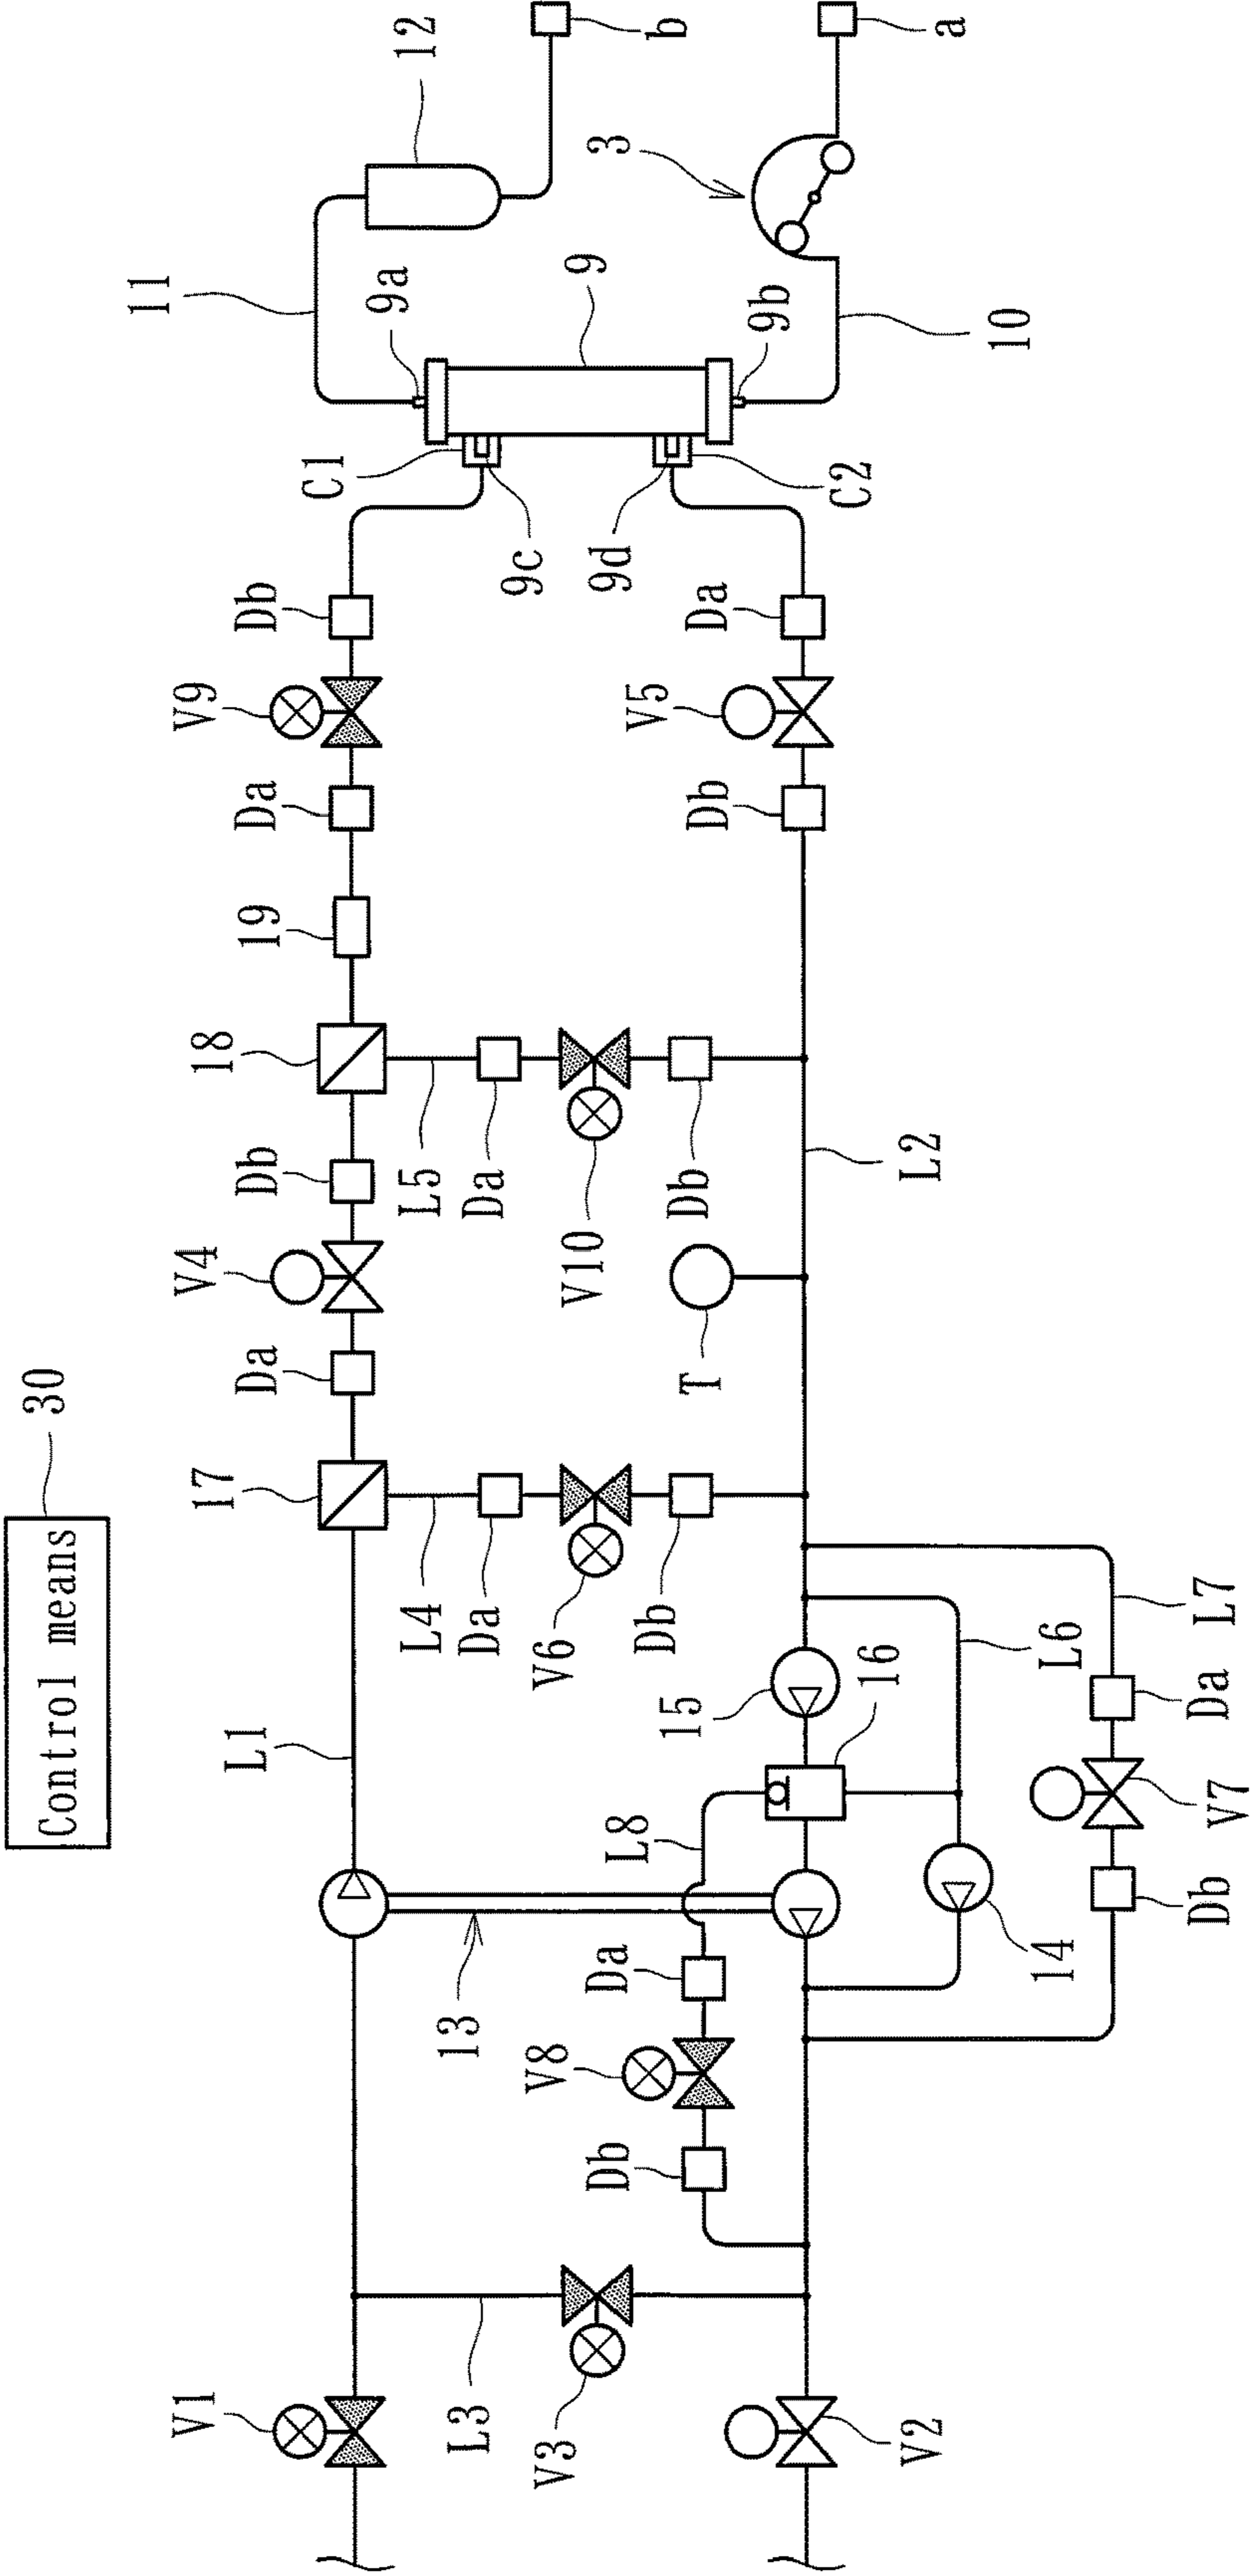 Control means
30
V1
L1
17
Da
V4
Db
18
19
Da
V9
Db
C1
9c
9a
11
12
b
L3
V3
13
L8
Da
V8
Db
L4
Da
V6
Db
L5
Da
V10
Db
T
L2
15
16
9d
9
3
a
9b
10
C2
Da
V5
Db
V2
14
L6
L7
Da
V7
Db